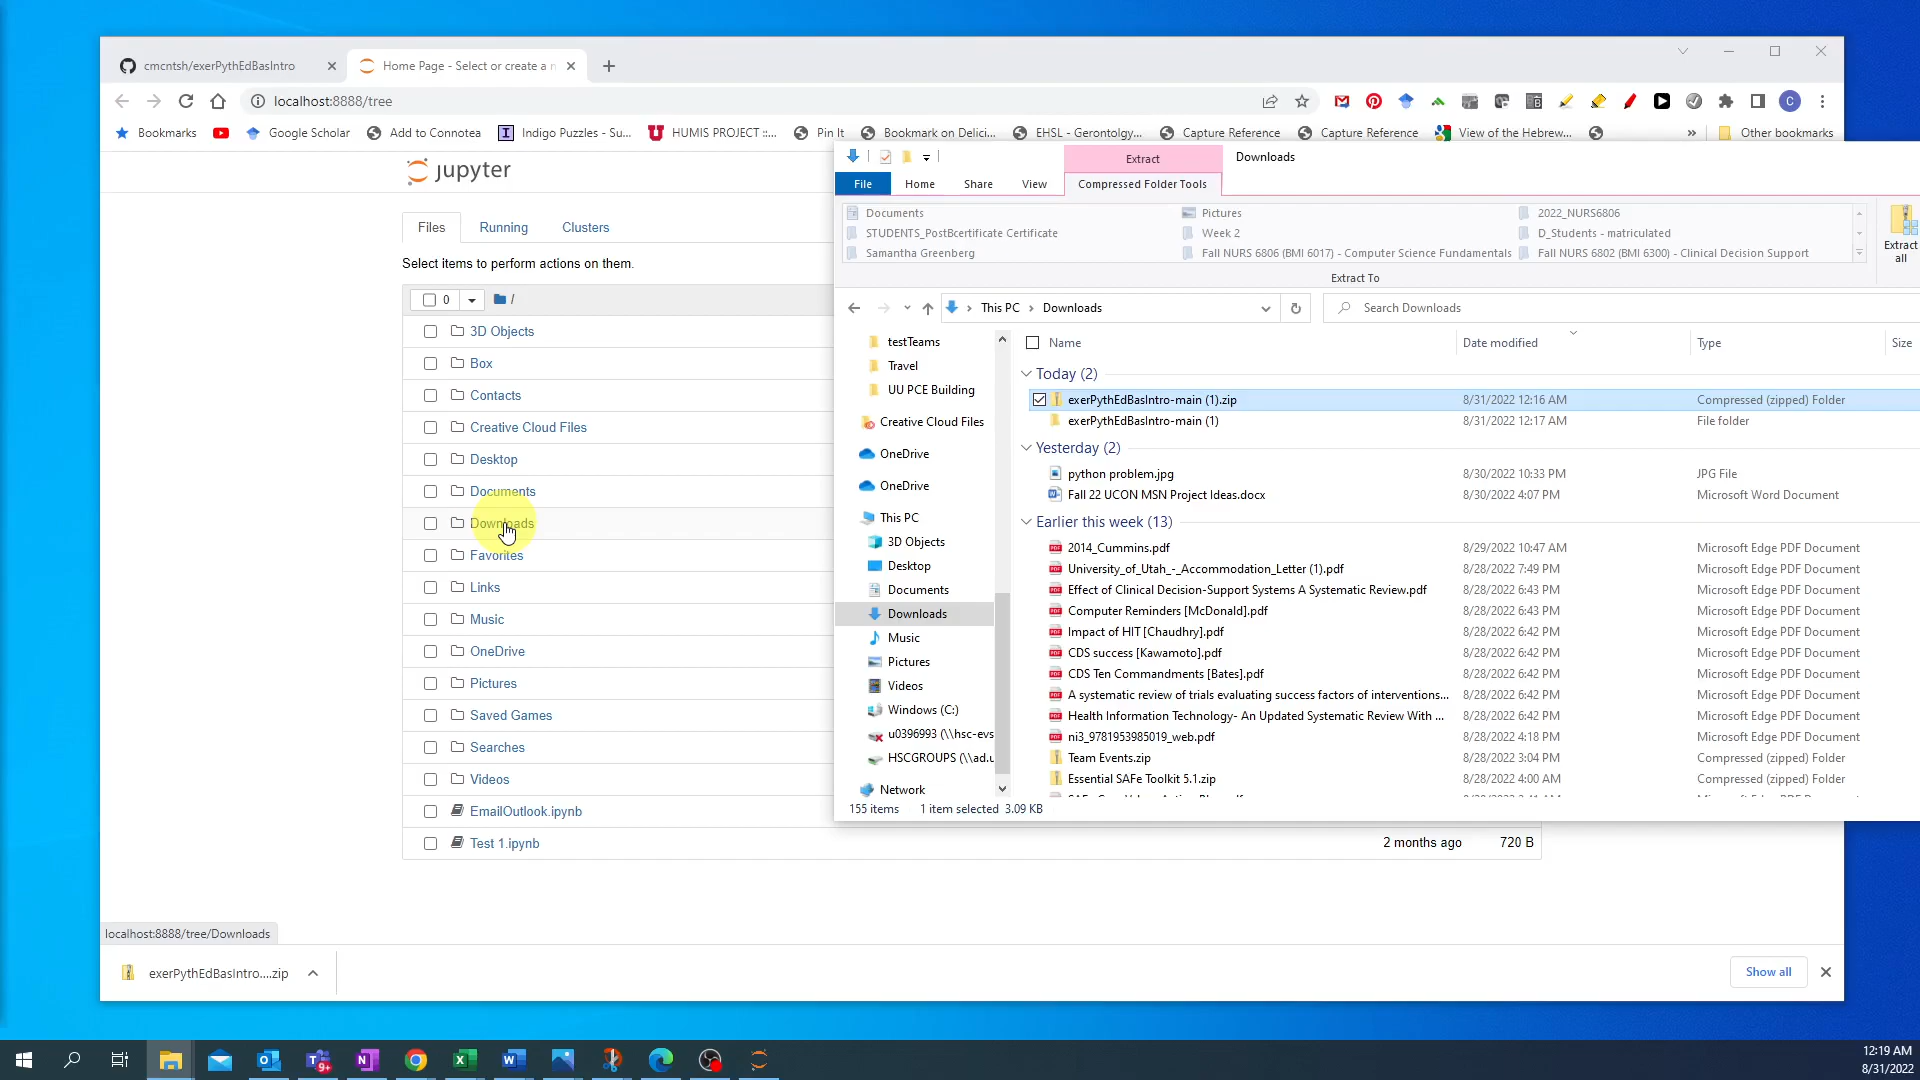 cmcntsh/exerPythEdBasIntro
Home Page - Select or create a n
localhost:8888/tree
Bookmarks
Google Scholar
Add to Connotea
Indigo Puzzles - Su...
HUMIS PROJECT ::...
Pin It
Bookmark on Delici...
EHSL - Gerontolgy...
Capture Reference
Capture Reference
View of the Hebrew...
»
Other bookmarks
jupyter
Files
Running
Clusters
Select items to perform actions on them.
0
/
3D Objects
Box
Contacts
Creative Cloud Files
Desktop
Documents
Downloads
Favorites
Links
Music
OneDrive
Pictures
Saved Games
Searches
Videos
EmailOutlook.ipynb
Test 1.ipynb
2 months ago
720 B
Extract
Downloads
File
Home
Share
View
Compressed Folder Tools
Documents
Pictures
2022_NURS6806
STUDENTS_PostBcertificate Certificate
Week 2
D_Students - matriculated
Samantha Greenberg
Fall NURS 6806 (BMI 6017) - Computer Science Fundamentals
Fall NURS 6802 (BMI 6300) - Clinical Decision Support
Extract To
Extract
all
This PC
Downloads
Search Downloads
testTeams
Travel
UU PCE Building
Creative Cloud Files
OneDrive
OneDrive
This PC
3D Objects
Desktop
Documents
Downloads
Music
Pictures
Videos
Windows (C:)
u0396993 (\\hsc-evs
HSCGROUPS (\\ad.u
Network
Name
Date modified
Type
Size
Today (2)
exerPythEdBasIntro-main (1).zip
8/31/2022 12:16 AM
Compressed (zipped) Folder
exerPythEdBasIntro-main (1)
8/31/2022 12:17 AM
File folder
Yesterday (2)
python problem.jpg
8/30/2022 10:33 PM
JPG File
Fall 22 UCON MSN Project Ideas.docx
8/30/2022 4:07 PM
Microsoft Word Document
Earlier this week (13)
2014_Cummins.pdf
8/29/2022 10:47 AM
Microsoft Edge PDF Document
University_of_Utah_-_Accommodation_Letter (1).pdf
8/28/2022 7:49 PM
Microsoft Edge PDF Document
Effect of Clinical Decision-Support Systems A Systematic Review.pdf
8/28/2022 6:43 PM
Microsoft Edge PDF Document
Computer Reminders [McDonald].pdf
8/28/2022 6:43 PM
Microsoft Edge PDF Document
Impact of HIT [Chaudhry].pdf
8/28/2022 6:42 PM
Microsoft Edge PDF Document
CDS success [Kawamoto].pdf
8/28/2022 6:42 PM
Microsoft Edge PDF Document
CDS Ten Commandments [Bates].pdf
8/28/2022 6:42 PM
Microsoft Edge PDF Document
A systematic review of trials evaluating success factors of interventions...
8/28/2022 6:42 PM
Microsoft Edge PDF Document
Health Information Technology- An Updated Systematic Review With ...
8/28/2022 6:42 PM
Microsoft Edge PDF Document
ni3_9781953985019_web.pdf
8/28/2022 4:18 PM
Microsoft Edge PDF Document
Team Events.zip
8/28/2022 3:04 PM
Compressed (zipped) Folder
Essential SAFe Toolkit 5.1.zip
8/28/2022 4:00 AM
Compressed (zipped) Folder
155 items
1 item selected 3.09 KB
localhost:8888/tree/Downloads
exerPythEdBasIntro....zip
Show all
12:19 AM
8/31/2022